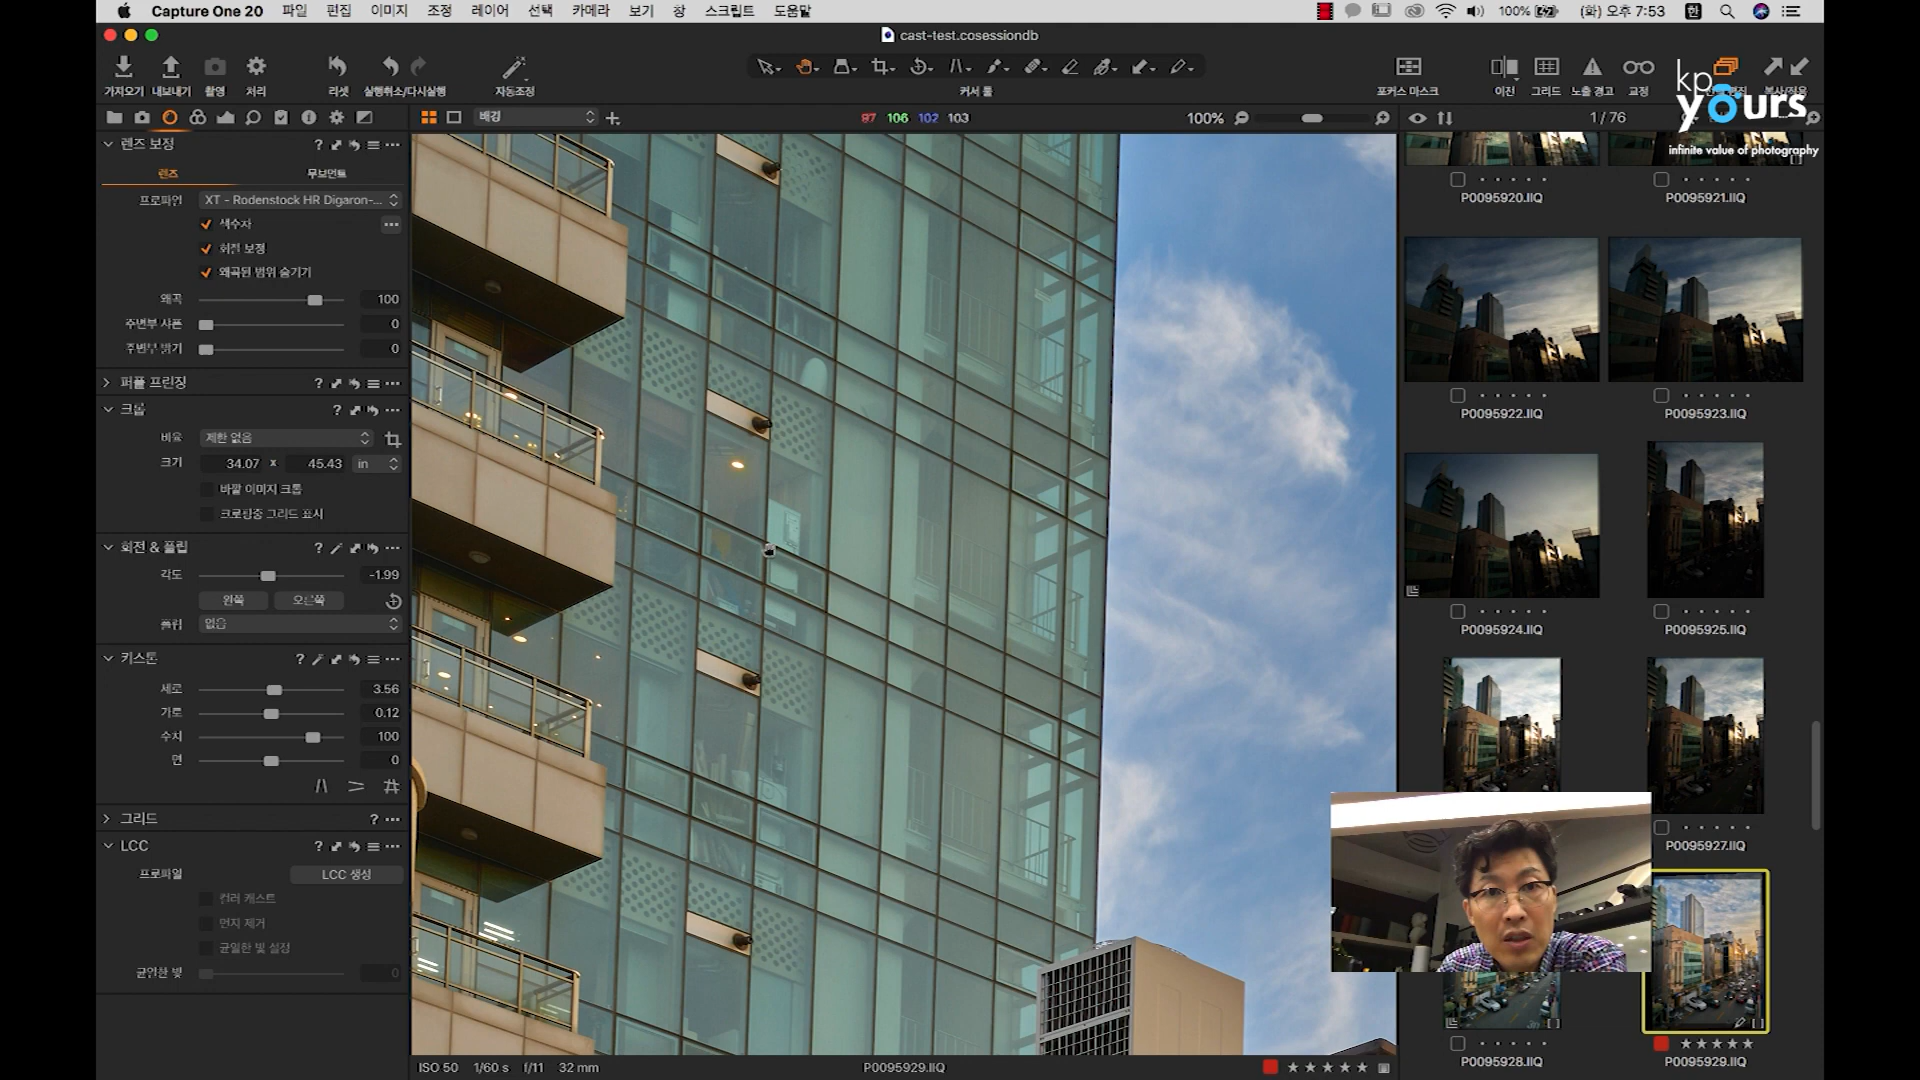 Capture One 20 파일 편집 이미지 조정 레이어 선택 카메라 보기 창 스크립트 도움말 100% (화) 오후 7:53 한
cast-test.cosessiondb
가져오기 내보내기 촬영 처리 리셋 실행취소/다시실행 자동조정 커서 툴 포커스 마스크 이전 그리드 노출 경고 교정
kp yours
infinite value of photography
배경 97 106 102 103 100% 1 / 76
렌즈 보정
렌즈 무브먼트
프로파일 XT - Rodenstock HR Digaron-...
색수차
회절 보정
왜곡된 범위 숨기기
왜곡 100
주변부 샤픈 0
주변부 밝기 0
퍼플 프린징
크롭
비율 제한 없음
크기 34.07 x 45.43 in
바깥 이미지 크롭
크로핑중 그리드 표시
회전 & 플립
각도 -1.99
왼쪽 오른쪽
플립 없음
키스톤
세로 3.56
가로 0.12
수치 100
면 0
그리드
LCC
프로파일 LCC 생성
컬러 캐스트
먼지 제거
균일한 빛 설정
균일한 빛 0
P0095920.IIQ P0095921.IIQ
P0095922.IIQ P0095923.IIQ
P0095924.IIQ P0095925.IIQ
P0095927.IIQ
P0095928.IIQ P0095929.IIQ
ISO 50 1/60 s f/11 32 mm P0095929.IIQ